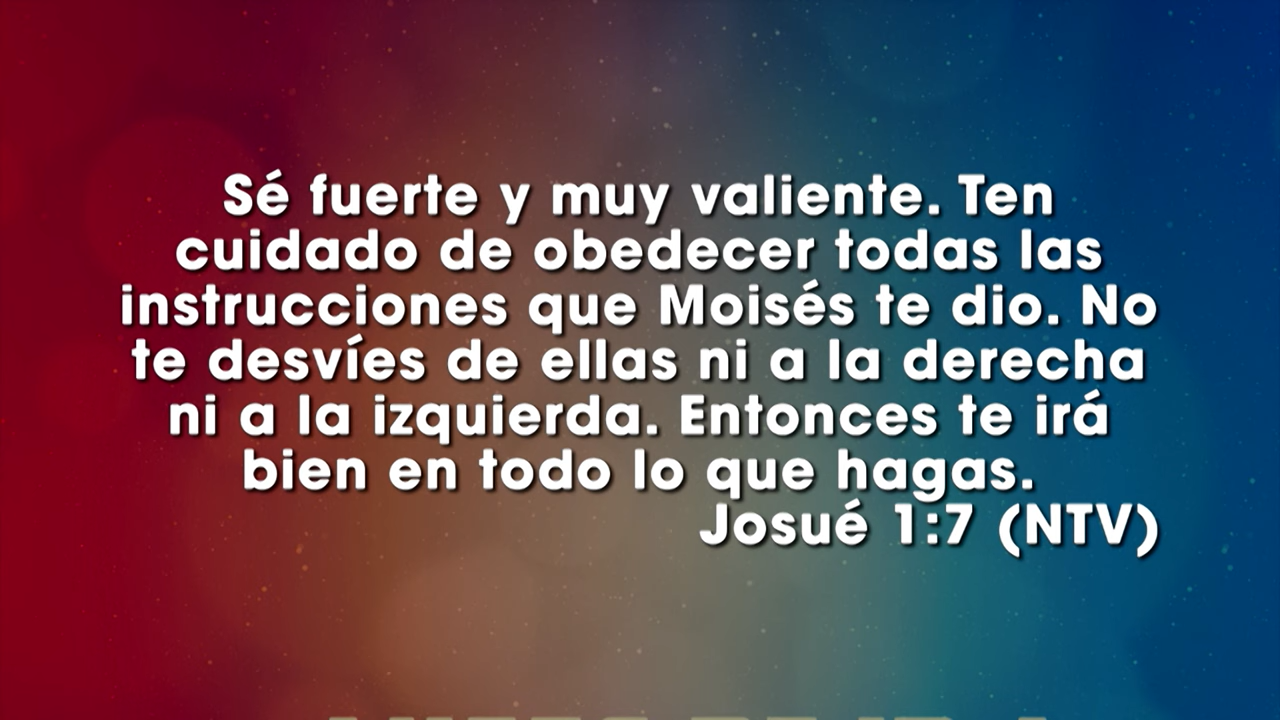 Sé fuerte y muy valiente. Ten
cuidado de obedecer todas las
instrucciones que Moisés te dio. No
te desvíes de ellas ni a la derecha
ni a la izquierda. Entonces te irá
bien en todo lo que hagas.
Josué 1:7 (NTV)